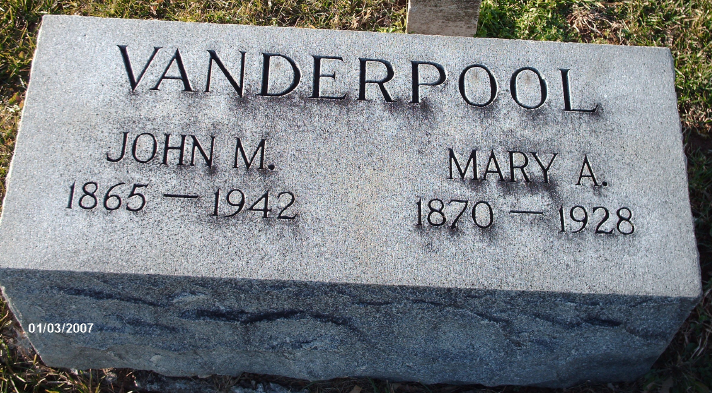 VANDERPOOL
JOHN M.
1865 — 1942
MARY A.
1870 — 1928
01/03/2007